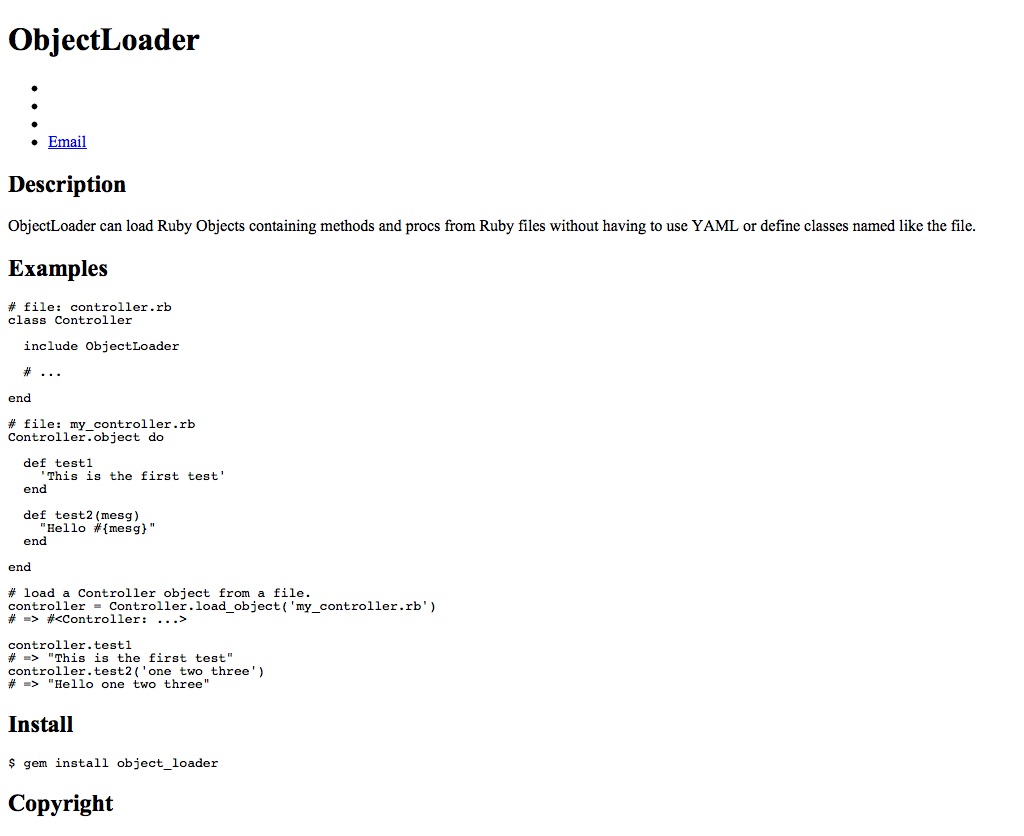 ObjectLoader
Email
Description
ObjectLoader can load Ruby Objects containing methods and procs from Ruby files without having to use YAML or define classes named like the file.
Examples
# file: controller.rb
class Controller
include ObjectLoader
# ...
end
# file: my_controller.rb
Controller.object do
def test1
'This is the first test'
end
def test2(mesg)
"Hello #{mesg}"
end
end
# load a Controller object from a file.
controller = Controller.load_object('my_controller.rb')
# => #<Controller: ...>
controller.test1
# => "This is the first test"
controller.test2('one two three')
# => "Hello one two three"
Install
$ gem install object_loader
Copyright